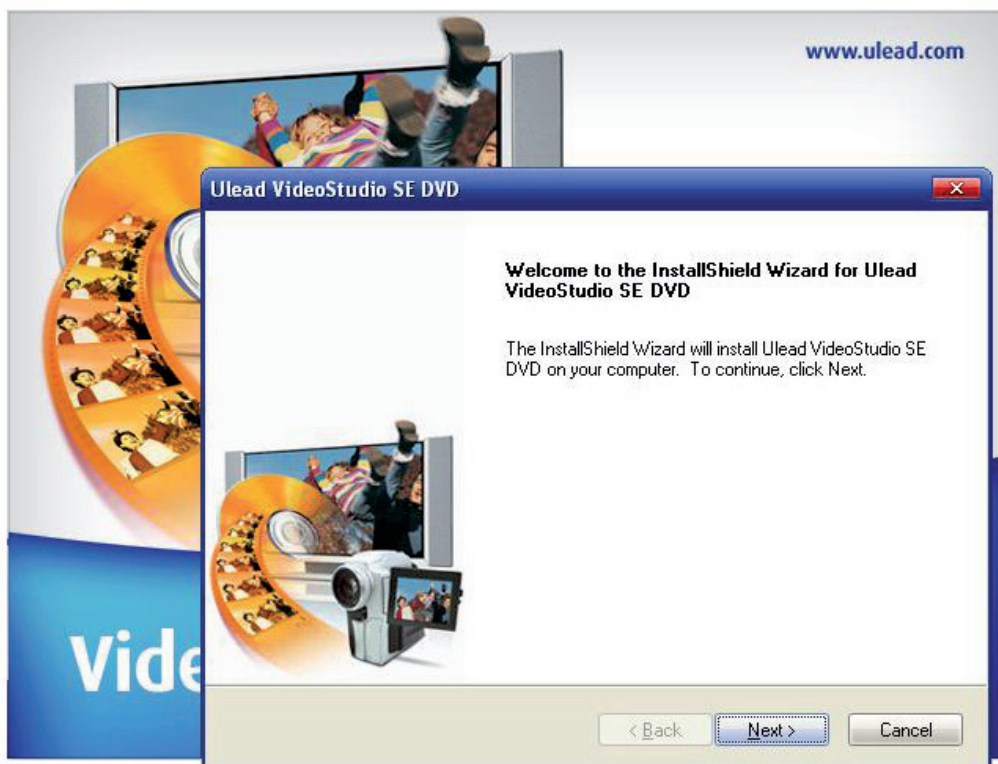 www.ulead.com
Ulead VideoStudio SE DVD
Welcome to the InstallShield Wizard for Ulead
VideoStudio SE DVD
The InstallShield Wizard will install Ulead VideoStudio SE
DVD on your computer. To continue, click Next.
Vide
< Back Next > Cancel